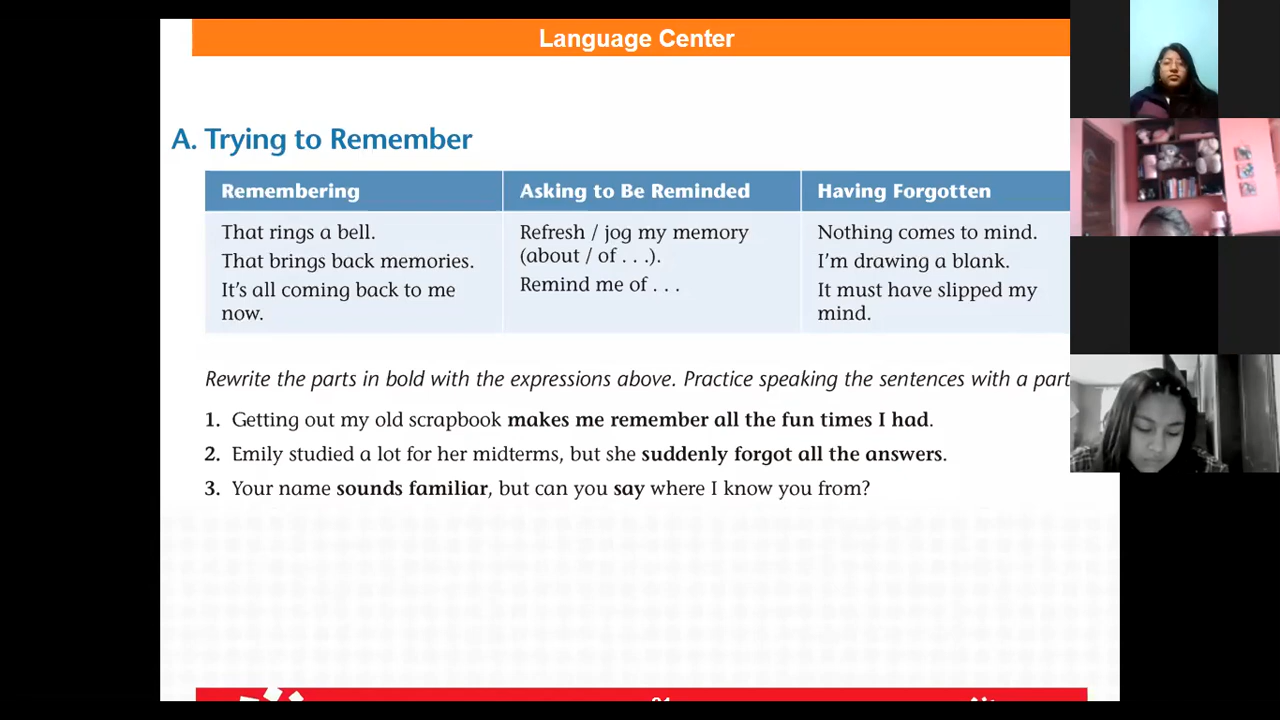 Language Center
A. Trying to Remember
Remembering
Asking to Be Reminded
Having Forgotten
That rings a bell.
That brings back memories.
It's all coming back to me
now.
Refresh / jog my memory
(about / of . . .).
Remind me of . . .
Nothing comes to mind.
I'm drawing a blank.
It must have slipped my
mind.
Rewrite the parts in bold with the expressions above. Practice speaking the sentences with a part
1. Getting out my old scrapbook makes me remember all the fun times I had.
2. Emily studied a lot for her midterms, but she suddenly forgot all the answers.
3. Your name sounds familiar, but can you say where I know you from?